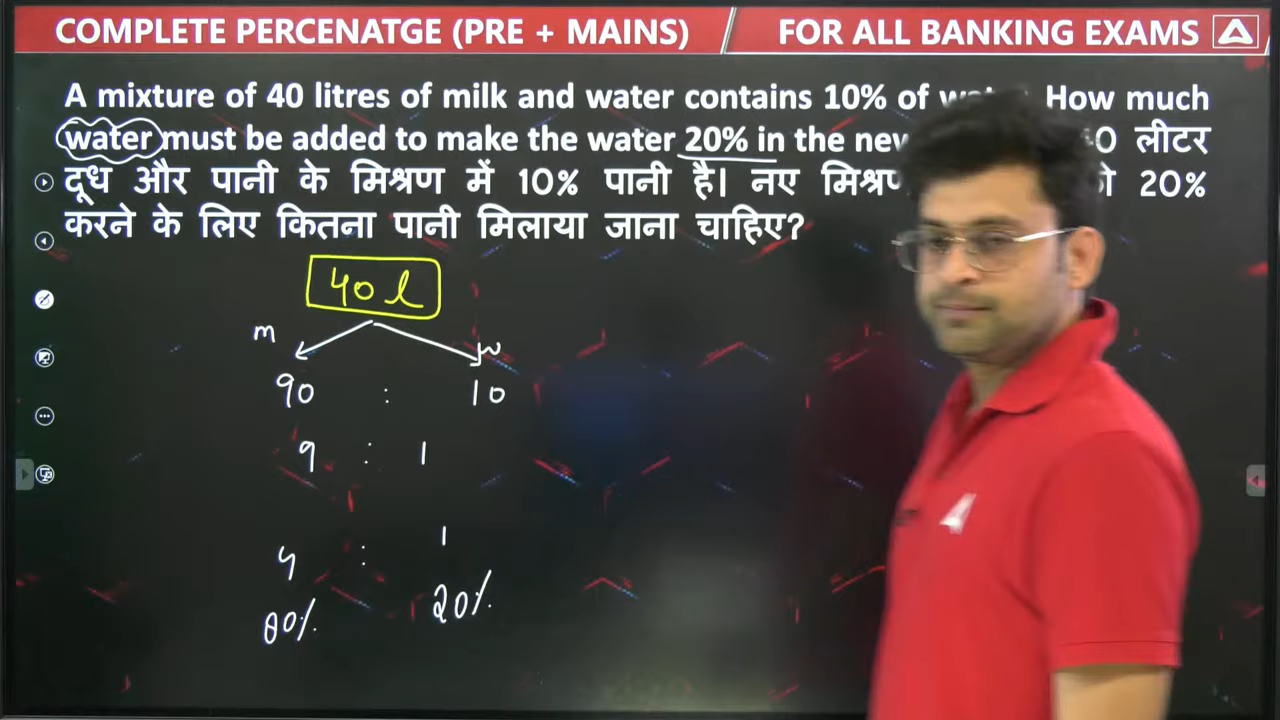 COMPLETE PERCENATGE (PRE + MAINS) FOR ALL BANKING EXAMS
A mixture of 40 litres of milk and water contains 10% of How much
water must be added to make the water 20% in the new लीटर
दूध और पानी के मिश्रण में 10% पानी है। नए 20%
करने के लिए कितना पानी मिलाया जाना चाहिए?
40 l
m w
90 : 10
9 : 1
4 : 1
80% 20%